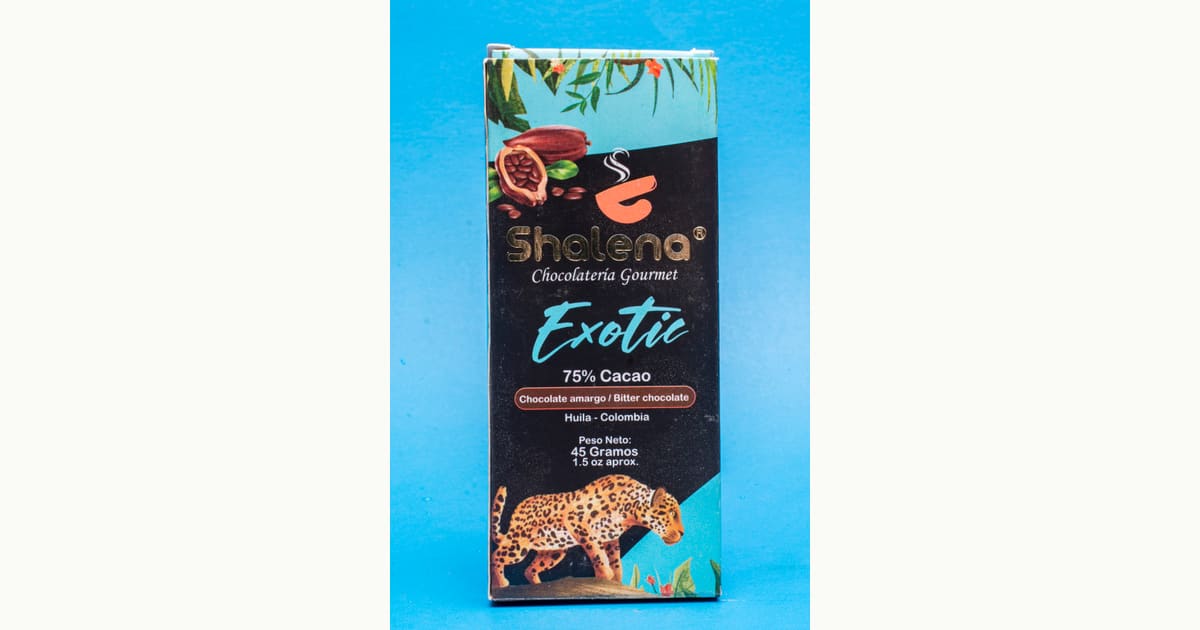 Shalena®
Chocolatería Gourmet
Exotic
75% Cacao
Chocolate amargo / Bitter chocolate
Huila - Colombia
Peso Neto:
45 Gramos
1.5 oz aprox.